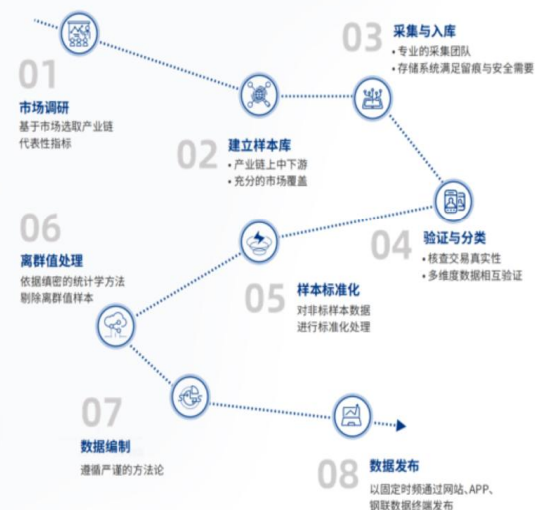 01
市场调研
基于市场选取产业链
代表性指标
02
建立样本库
• 产业链上中下游
• 充分的市场覆盖
03
采集与入库
• 专业的采集团队
• 存储系统满足留痕与安全需要
04
验证与分类
• 核查交易真实性
• 多维度数据相互验证
05
样本标准化
对非标样本数据
进行标准化处理
06
离群值处理
依据缜密的统计学方法
剔除离群值样本
07
数据编制
遵循严谨的方法论
08
数据发布
以固定时频通过网站、APP、
钢联数据终端发布